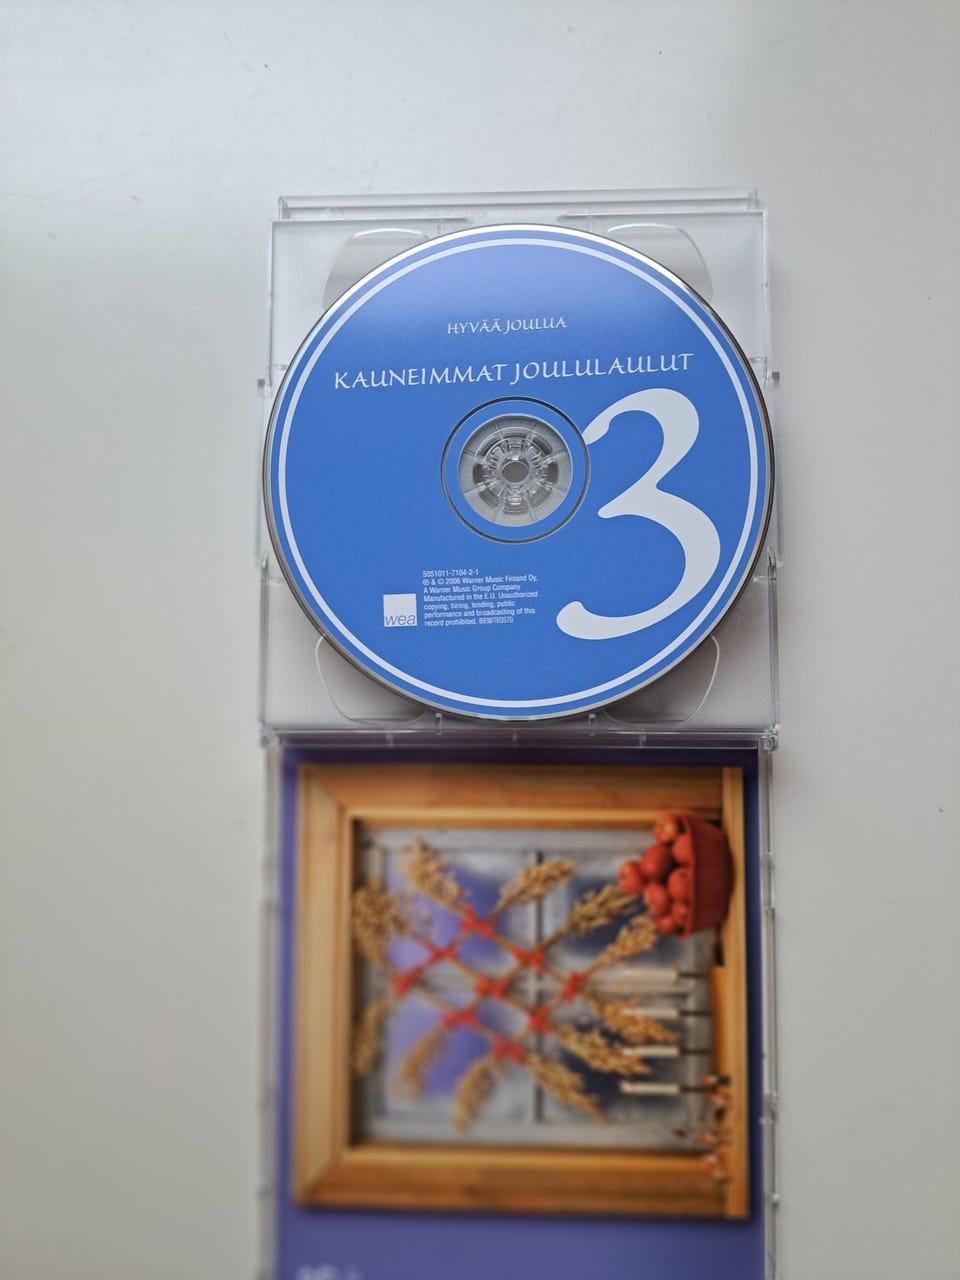 HYVÄÄ JOULUA
KAUNEIMMAT JOULULAULUT
3
5051011-7104-2-1
℗ & © 2006 Warner Music Finland Oy.
A Warner Music Group Company
Manufactured in the E.U. Unauthorized
copying, hiring, lending, public
performance and broadcasting of this
record prohibited. BIEM/TEOSTO
wea